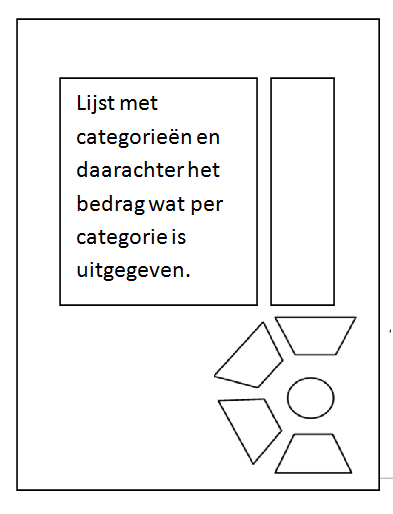 Lijst met
categorieën en
daarachter het
bedrag wat per
categorie is
uitgegeven.